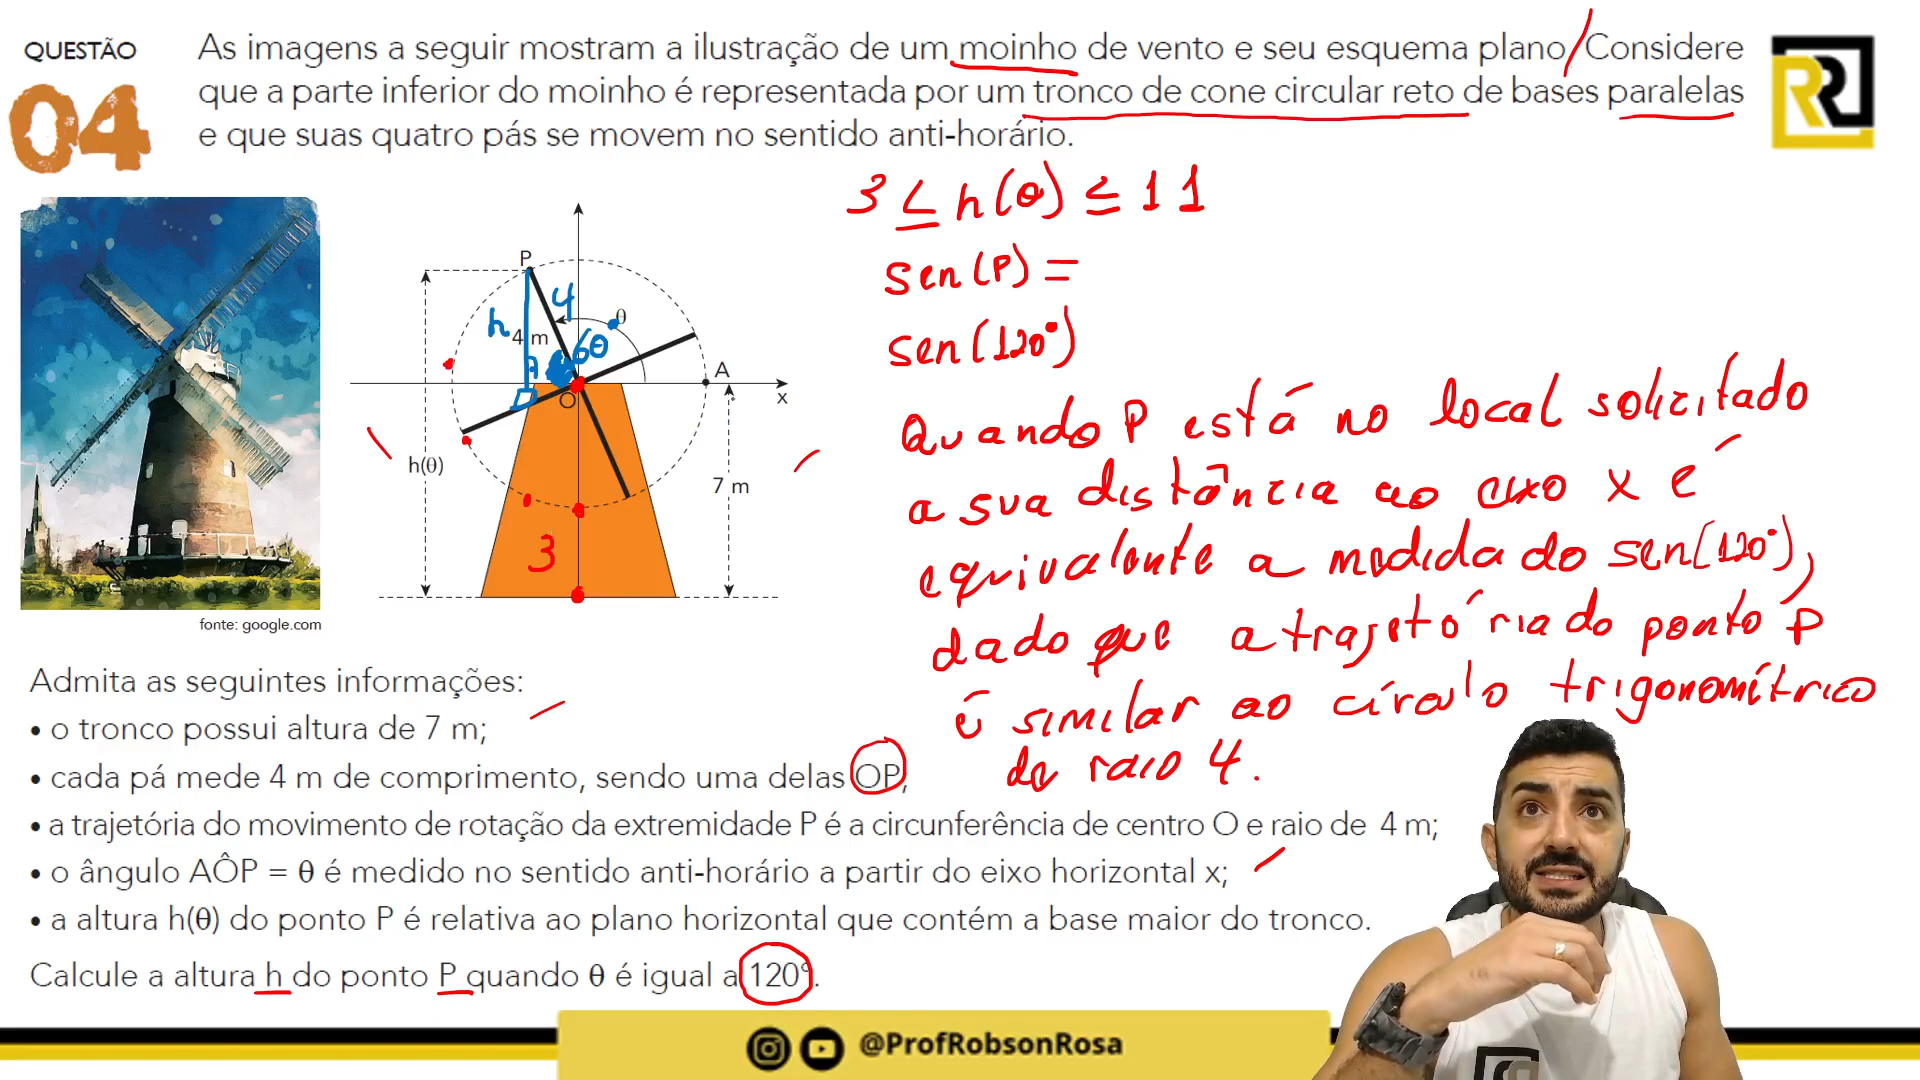 QUESTÃO
04
As imagens a seguir mostram a ilustração de um moinho de vento e seu esquema plano. Considere
que a parte inferior do moinho é representada por um tronco de cone circular reto de bases paralelas
e que suas quatro pás se movem no sentido anti-horário.
RR
3 ≤ h(θ) ≤ 11
sen(P) =
sen(120°)
Quando P está no local solicitado
a sua distância ao eixo x é
equivalente a medida do sen(120°),
dado que a trajetória do ponto P
é similar ao círculo trigonométrico
de raio 4.
P
4
θ
h
4 m
60
A
x
O
h(θ)
7 m
3
fonte: google.com
Admita as seguintes informações:
• o tronco possui altura de 7 m;
• cada pá mede 4 m de comprimento, sendo uma delas OP;
• a trajetória do movimento de rotação da extremidade P é a circunferência de centro O e raio de 4 m;
• o ângulo AÔP = θ é medido no sentido anti-horário a partir do eixo horizontal x;
• a altura h(θ) do ponto P é relativa ao plano horizontal que contém a base maior do tronco.
Calcule a altura h do ponto P quando θ é igual a 120°.
@ProfRobsonRosa